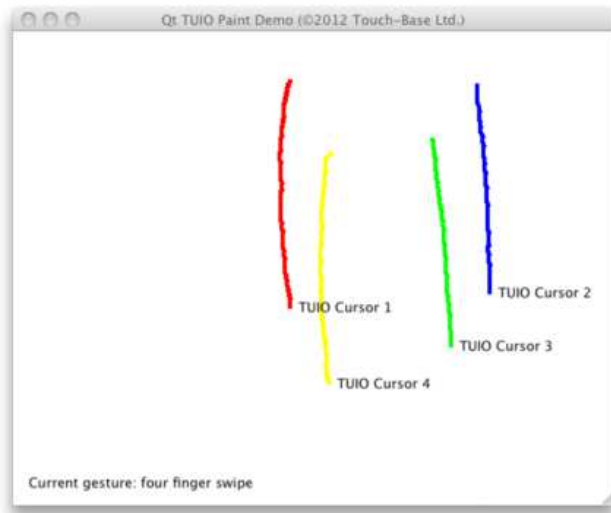 Qt TUIO Paint Demo (©2012 Touch-Base Ltd.)
TUIO Cursor 2
TUIO Cursor 1
TUIO Cursor 3
TUIO Cursor 4
Current gesture: four finger swipe